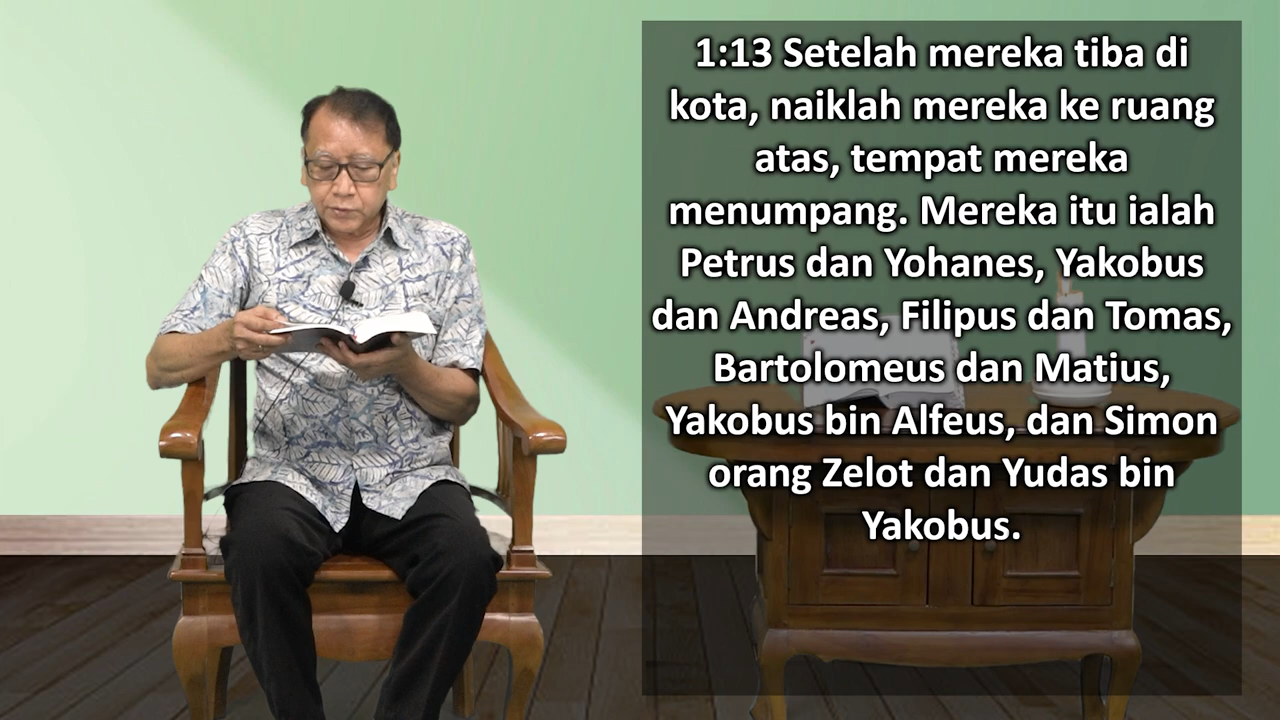 1:13 Setelah mereka tiba di
kota, naiklah mereka ke ruang
atas, tempat mereka
menumpang. Mereka itu ialah
Petrus dan Yohanes, Yakobus
dan Andreas, Filipus dan Tomas,
Bartolomeus dan Matius,
Yakobus bin Alfeus, dan Simon
orang Zelot dan Yudas bin
Yakobus.